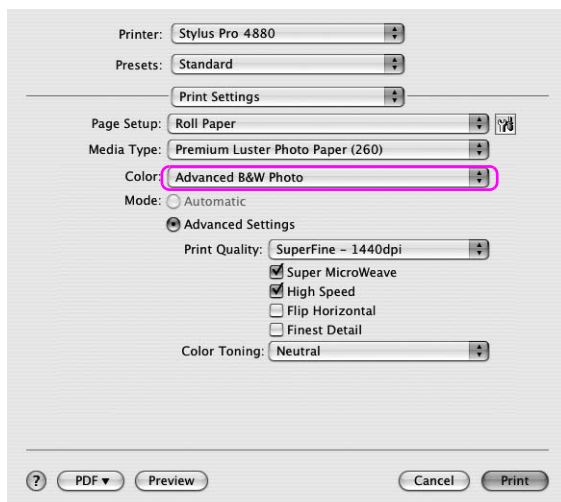 Printer: Stylus Pro 4880
Presets: Standard
Print Settings
Page Setup: Roll Paper
Media Type: Premium Luster Photo Paper (260)
Color: Advanced B&W Photo
Mode: Automatic
Advanced Settings
Print Quality: SuperFine – 1440dpi
Super MicroWeave
High Speed
Flip Horizontal
Finest Detail
Color Toning: Neutral
? PDF ▼ Preview Cancel Print